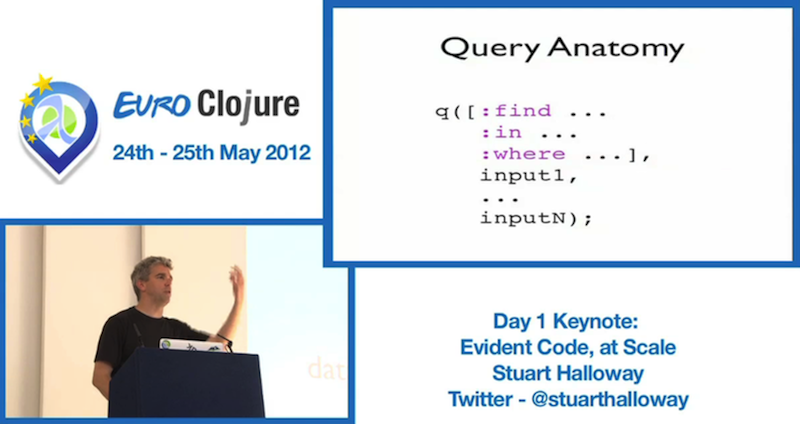 EURO Clojure
24th - 25th May 2012
Query Anatomy
q([:find ...
:in ...
:where ...],
input1,
...
inputN);
dat
Day 1 Keynote:
Evident Code, at Scale
Stuart Halloway
Twitter - @stuarthalloway